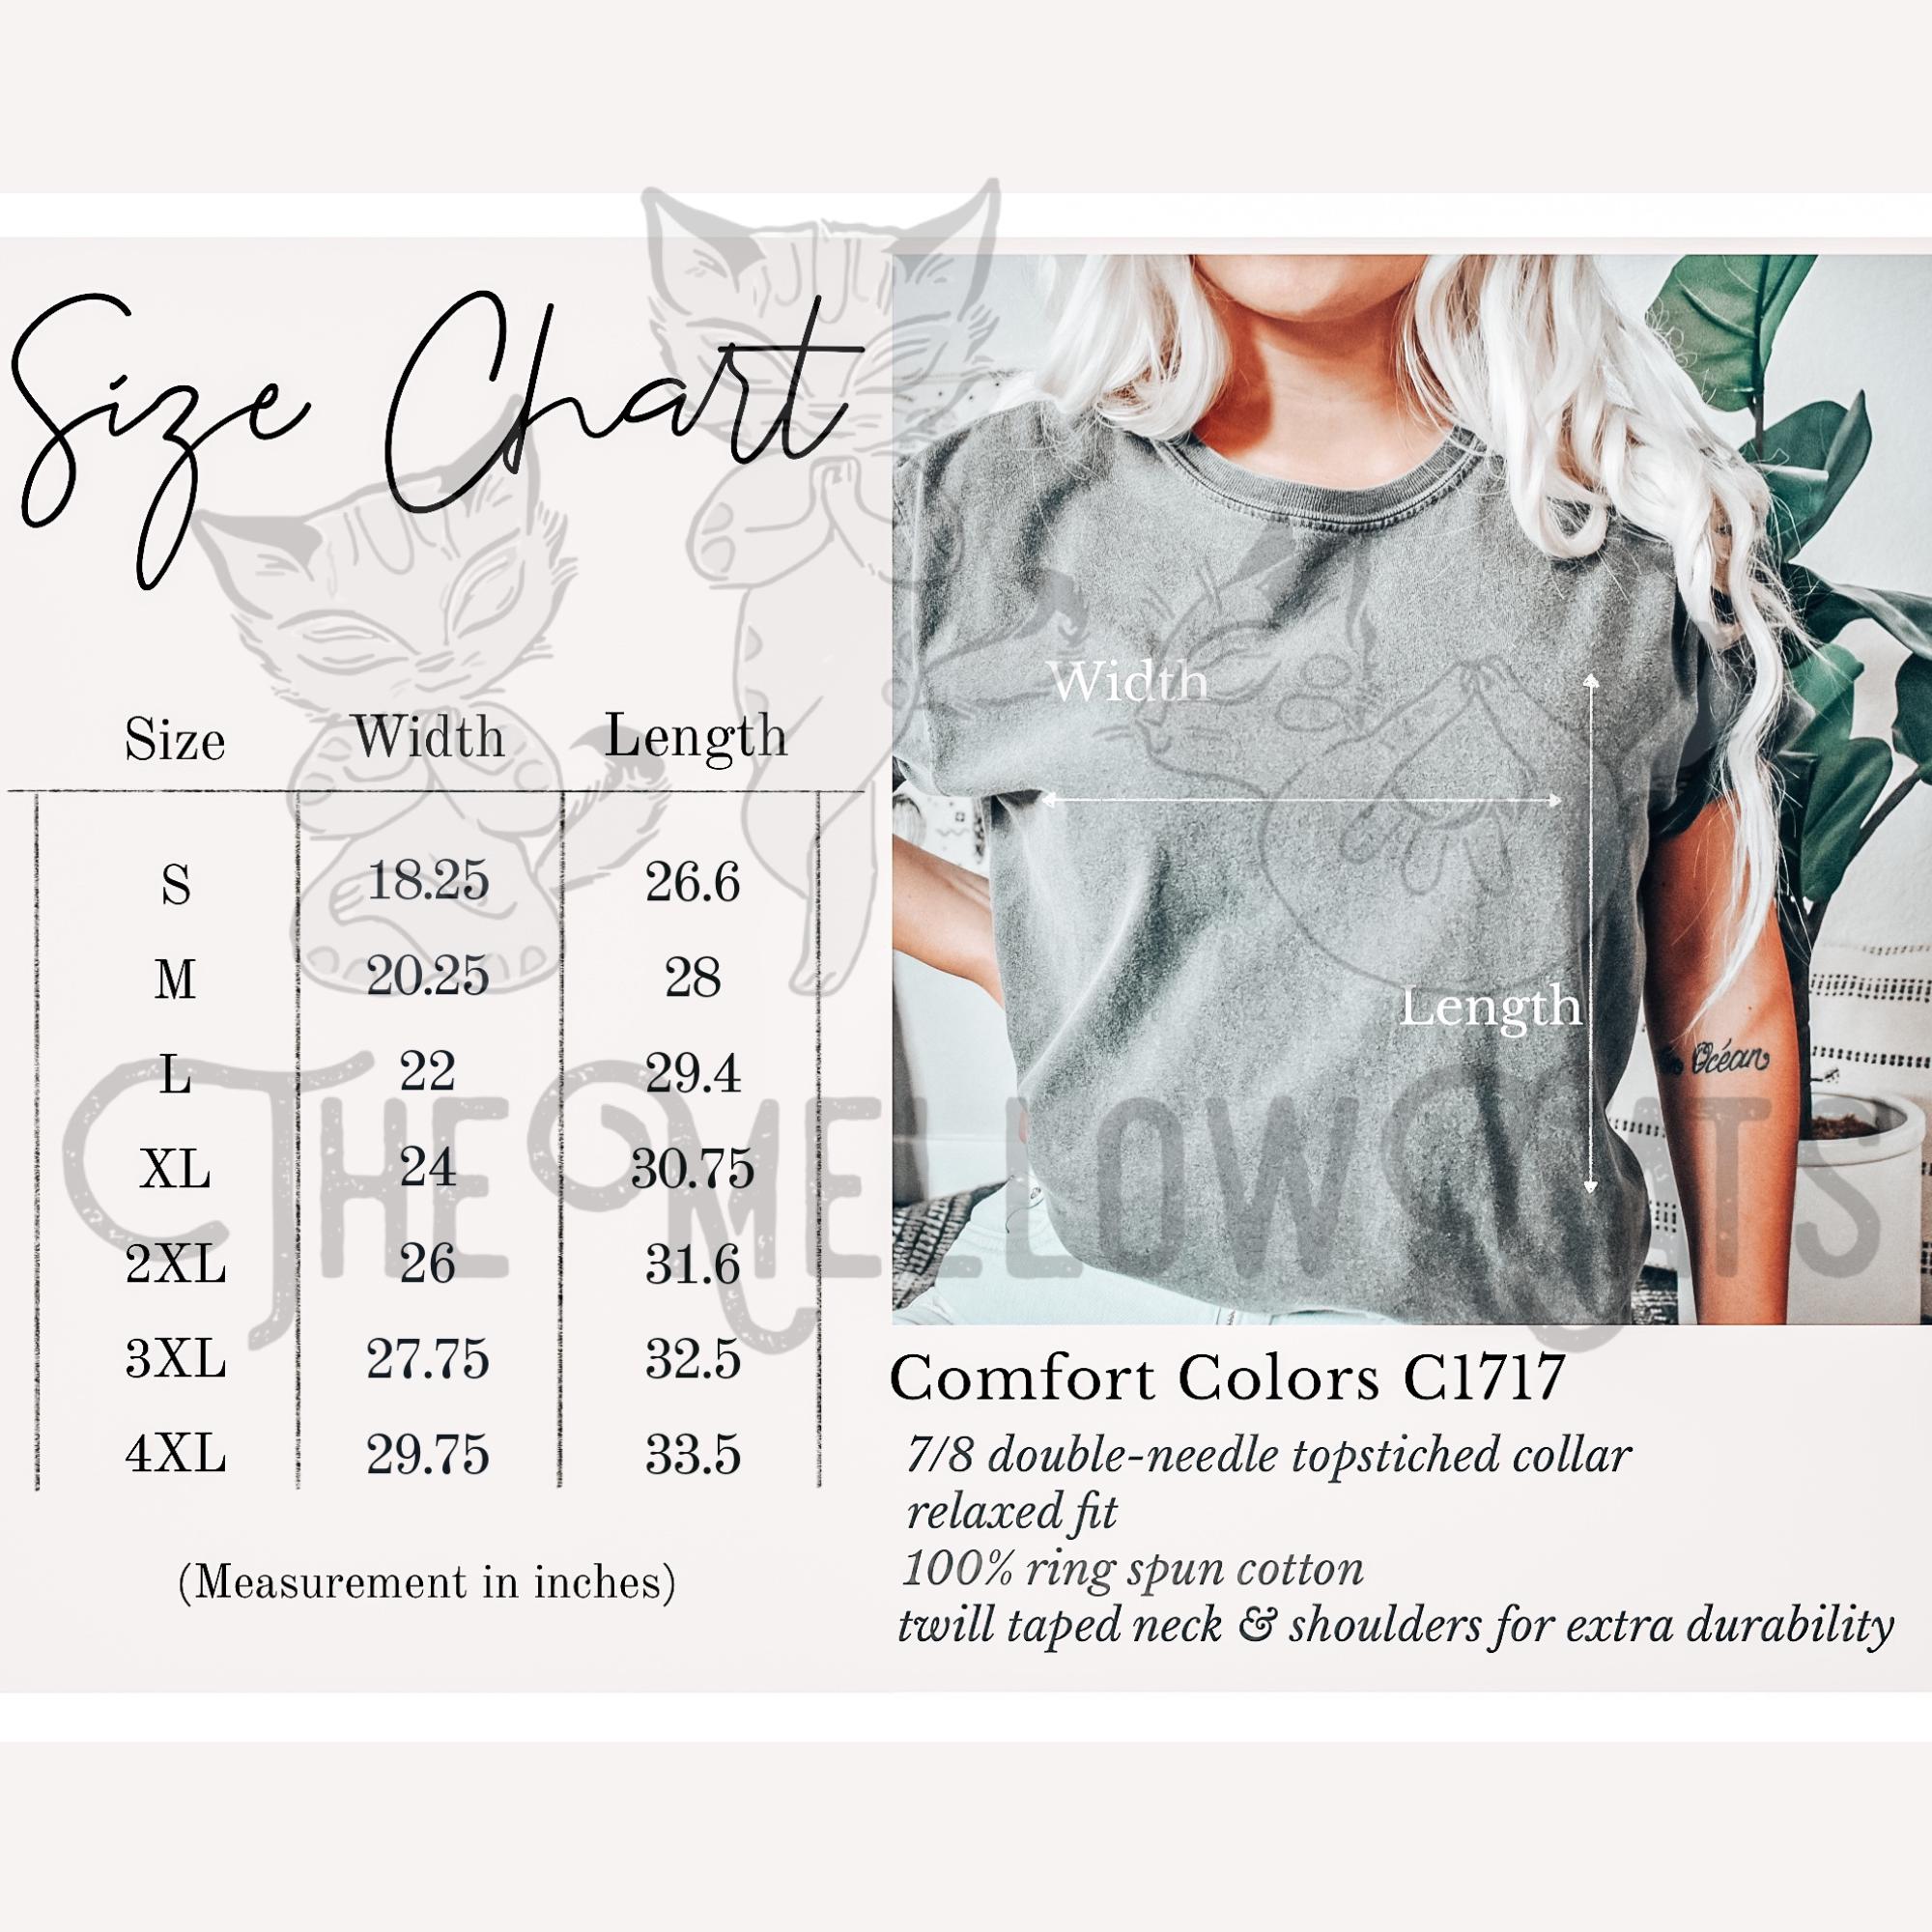 Size Chart
Size Width Length
S 18.25 26.6
M 20.25 28
L 22 29.4
XL 24 30.75
2XL 26 31.6
3XL 27.75 32.5
4XL 29.75 33.5
(Measurement in inches)
Width
Length
Océan
THE MELLOW CATS
Comfort Colors C1717
7/8 double-needle topstiched collar
relaxed fit
100% ring spun cotton
twill taped neck & shoulders for extra durability